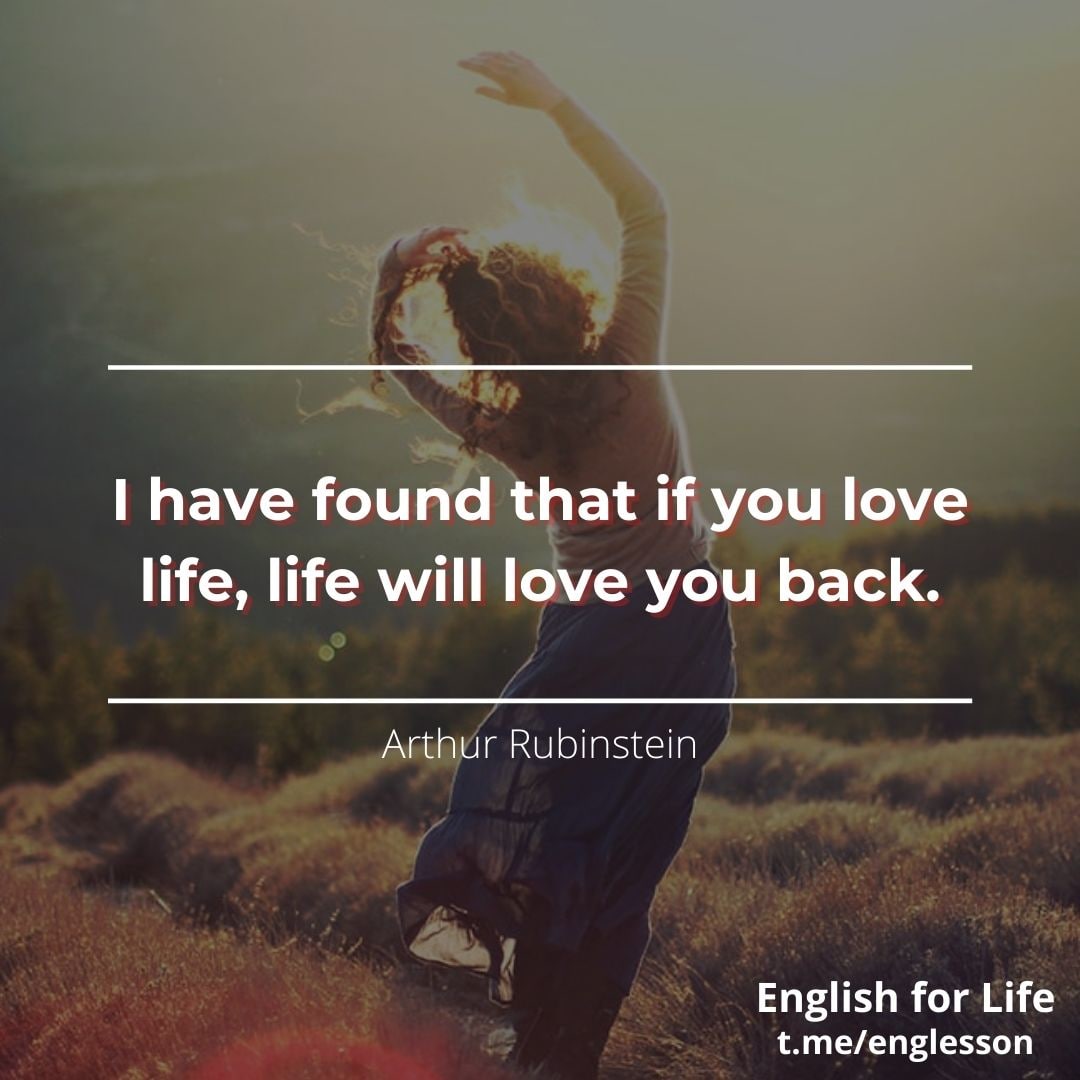 I have found that if you love
life, life will love you back.
Arthur Rubinstein
English for Life
t.me/englesson